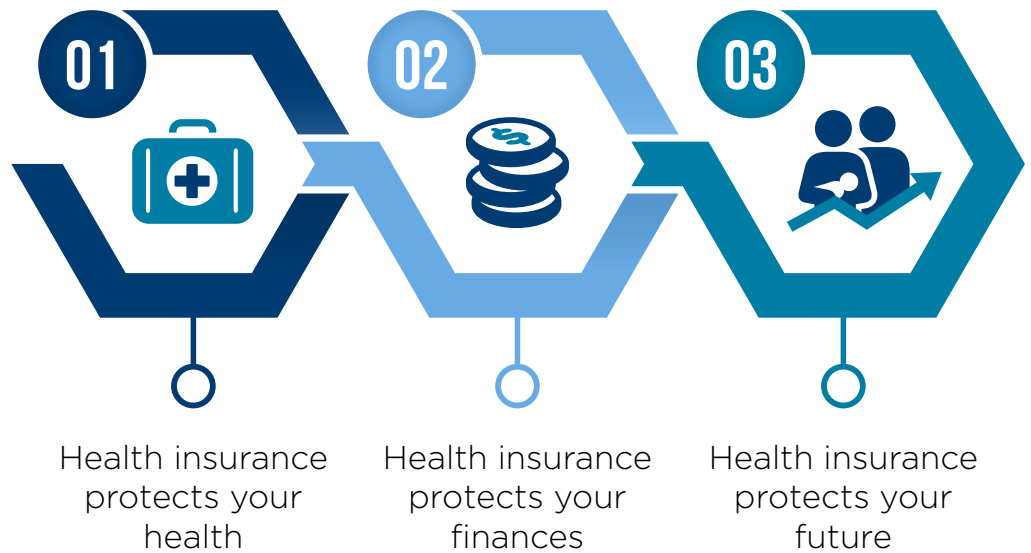 01
02
03
$
Health insurance
protects your
health
Health insurance
protects your
finances
Health insurance
protects your
future